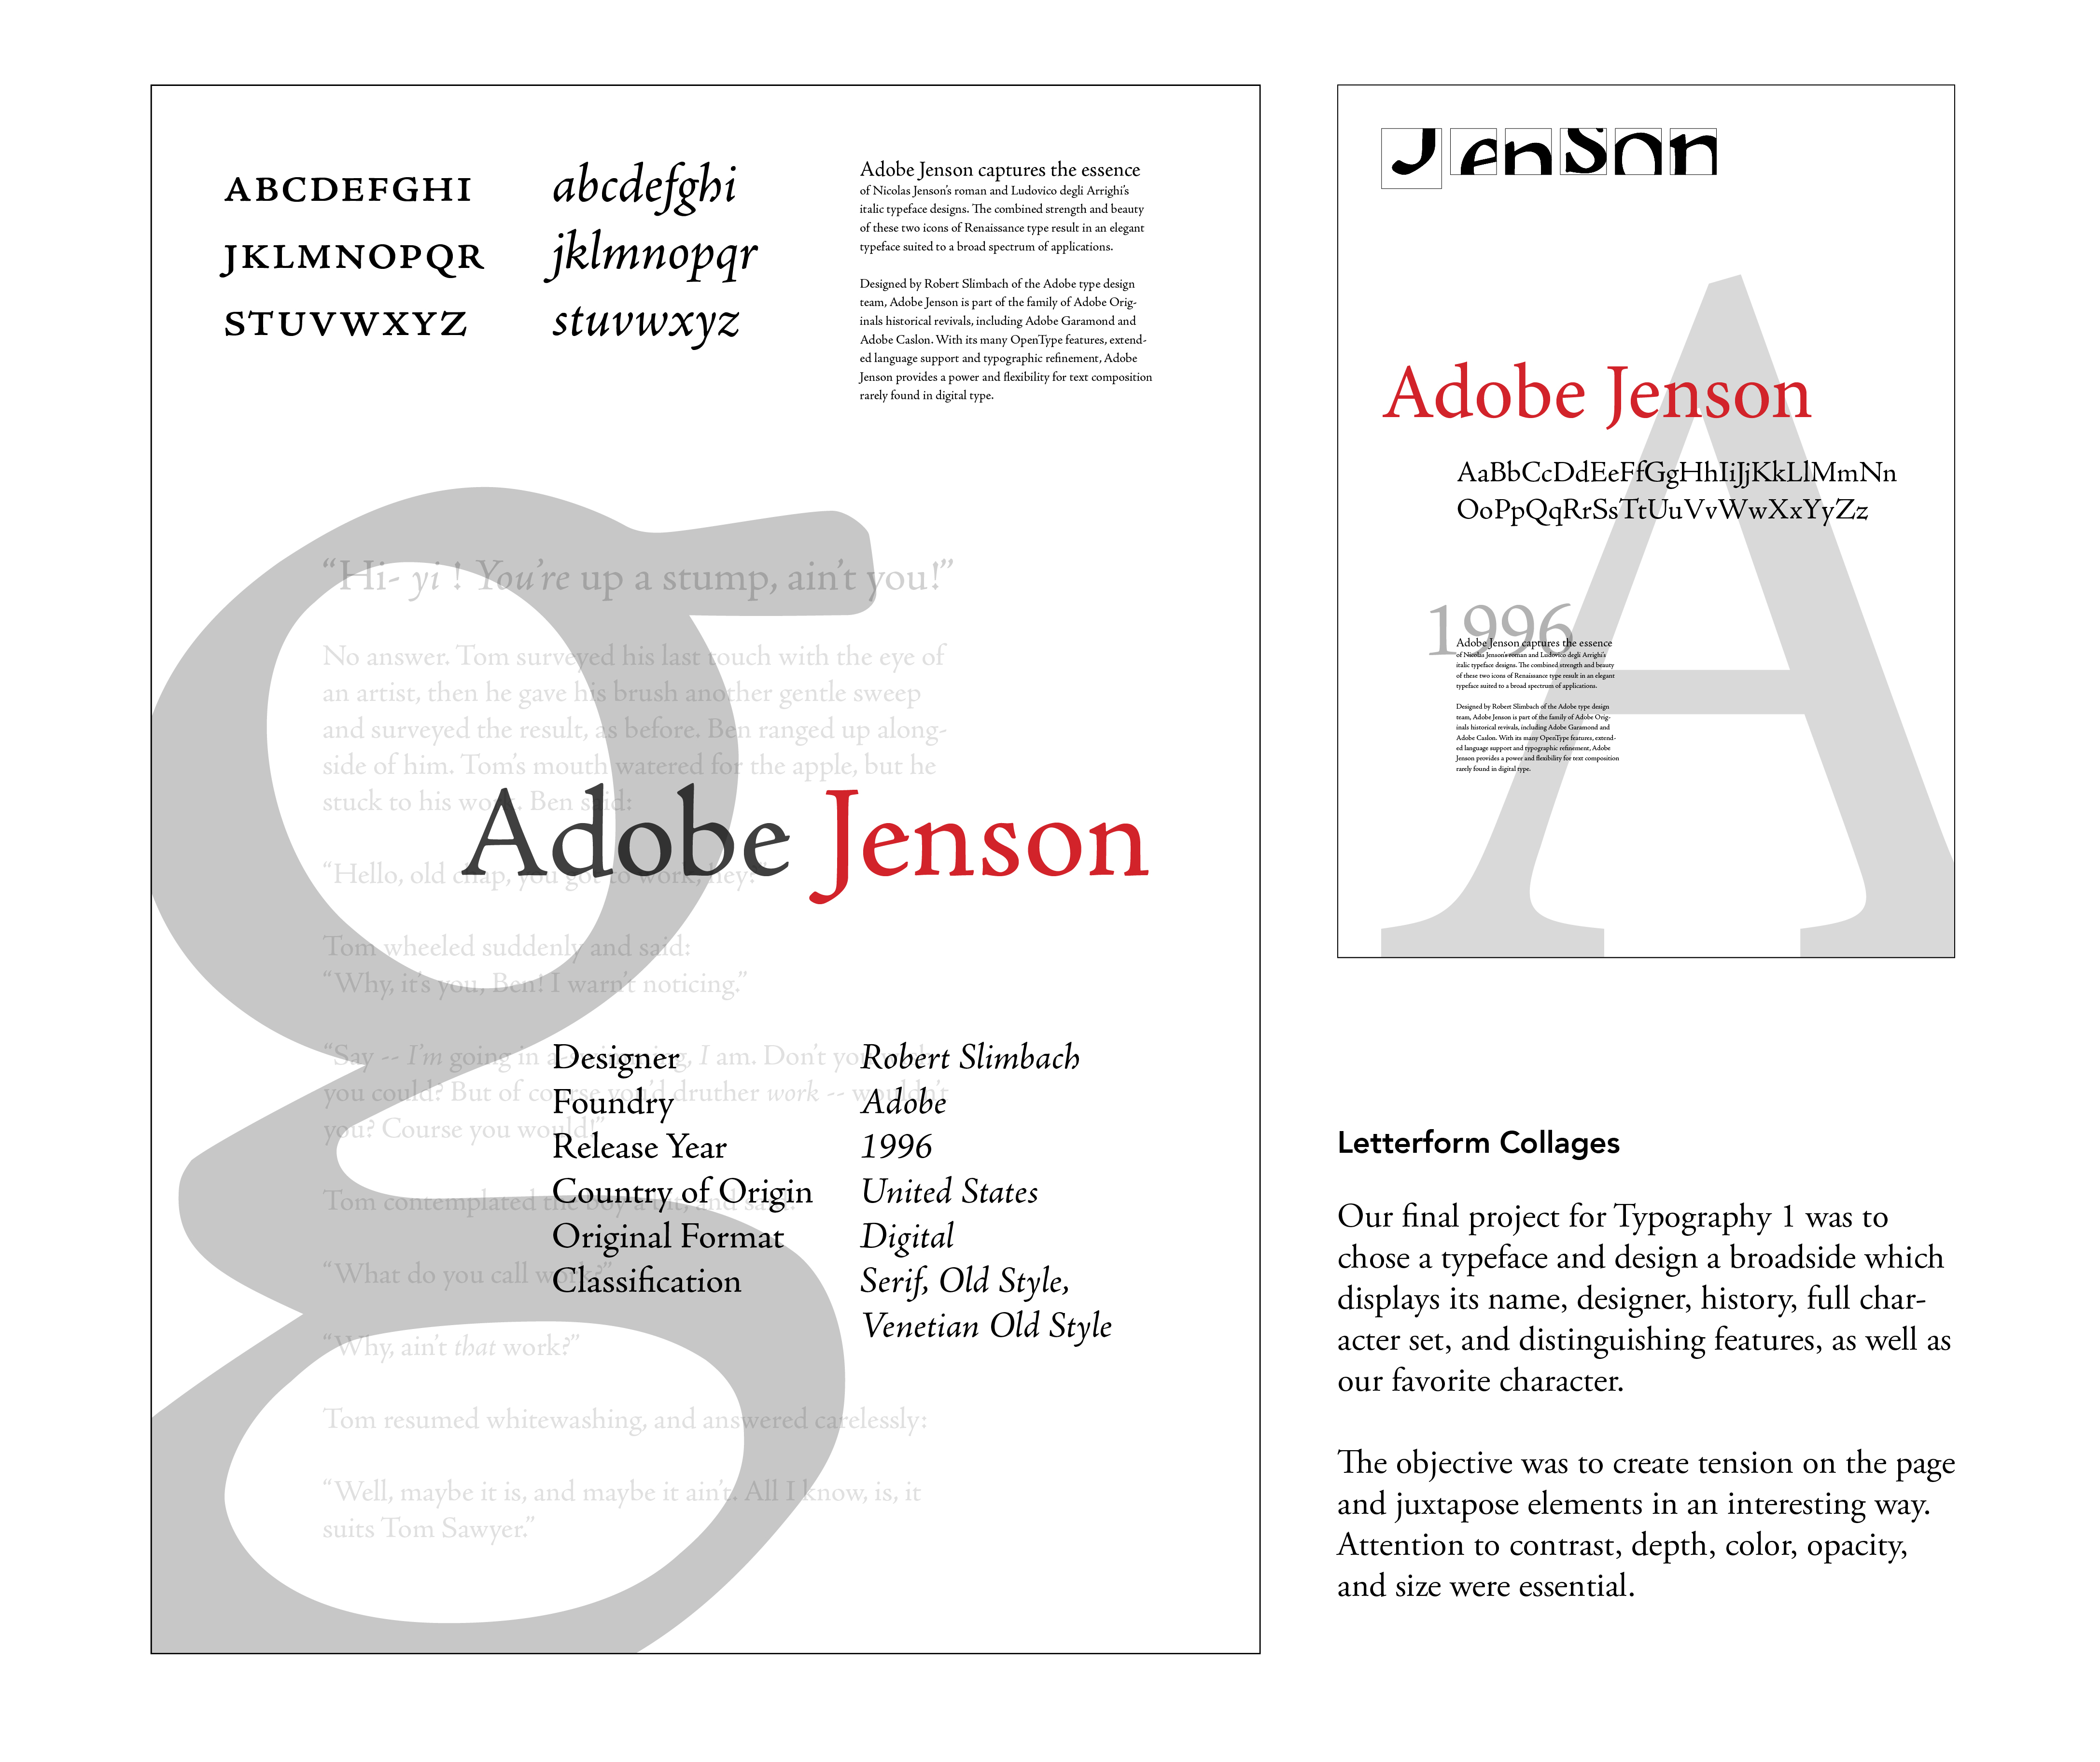 ABCDEFGHI
JKLMNOPQR
STUVWXYZ
abcdefghi
jklmnopqr
stuvwxyz
Adobe Jenson captures the essence
of Nicolas Jenson's roman and Ludovico degli Arrighi's
italic typeface designs. The combined strength and beauty
of these two icons of Renaissance type result in an elegant
typeface suited to a broad spectrum of applications.
Designed by Robert Slimbach of the Adobe type design
team, Adobe Jenson is part of the family of Adobe Orig-
inals historical revivals, including Adobe Garamond and
Adobe Caslon. With its many OpenType features, extend-
ed language support and typographic refinement, Adobe
Jenson provides a power and flexibility for text composition
rarely found in digital type.
“Hi- yi ! You're up a stump, ain't you!”
No answer. Tom surveyed his last touch with the eye of
an artist, then he gave his brush another gentle sweep
and surveyed the result, as before. Ben ranged up along-
side of him. Tom's mouth watered for the apple, but he
stuck to his work. Ben said:
Adobe Jenson
“Hello, old chap, you got to work, hey?”
Tom wheeled suddenly and said:
“Why, it's you, Ben! I warn't noticing.”
“Say -- I'm going in I am. Don't you
you could? But of course you'd druther work -- wouldn't
you? Course you would!”
Tom contemplated the boy a bit, and said:
“What do you call work?”
“Why, ain't that work?”
Tom resumed whitewashing, and answered carelessly:
“Well, maybe it is, and maybe it ain't. All I know, is, it
suits Tom Sawyer.”
Designer Robert Slimbach
Foundry Adobe
Release Year 1996
Country of Origin United States
Original Format Digital
Classification Serif, Old Style,
Venetian Old Style
g
Jenson
Adobe Jenson
AaBbCcDdEeFfGgHhIiJjKkLlMmNn
OoPpQqRrSsTtUuVvWwXxYyZz
1996
Adobe Jenson captures the essence
of Nicolas Jenson's roman and Ludovico degli Arrighi's
italic typeface designs. The combined strength and beauty
of these two icons of Renaissance type result in an elegant
typeface suited to a broad spectrum of applications.
Designed by Robert Slimbach of the Adobe type design
team, Adobe Jenson is part of the family of Adobe Orig-
inals historical revivals, including Adobe Garamond and
Adobe Caslon. With its many OpenType features, extend-
ed language support and typographic refinement, Adobe
Jenson provides a power and flexibility for text composition
rarely found in digital type.
A
Letterform Collages
Our final project for Typography 1 was to
chose a typeface and design a broadside which
displays its name, designer, history, full char-
acter set, and distinguishing features, as well as
our favorite character.
The objective was to create tension on the page
and juxtapose elements in an interesting way.
Attention to contrast, depth, color, opacity,
and size were essential.